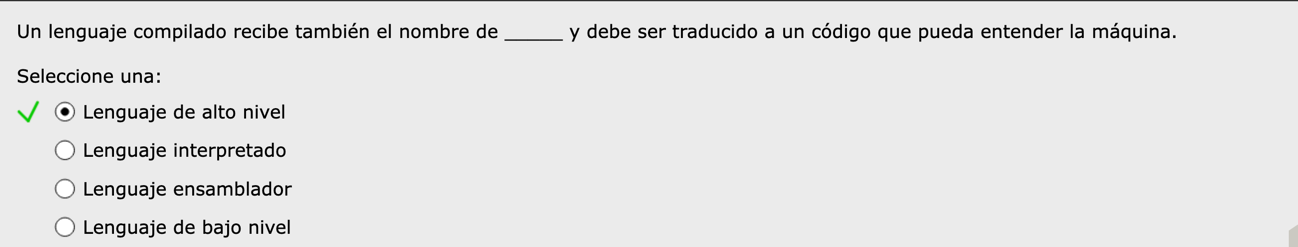 Un lenguaje compilado recibe también el nombre de ______ y debe ser traducido a un código que pueda entender la máquina.
Seleccione una:
Lenguaje de alto nivel
Lenguaje interpretado
Lenguaje ensamblador
Lenguaje de bajo nivel